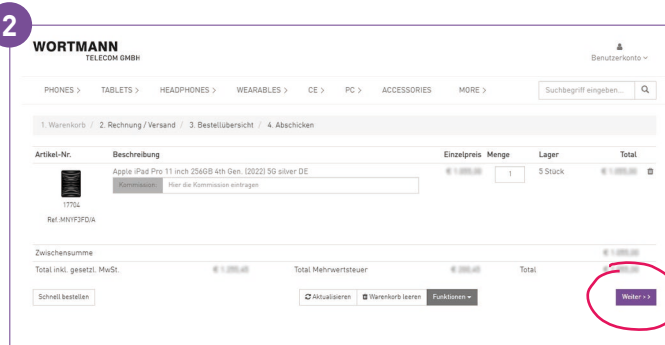 2
WORTMANN
TELECOM GMBH
Benutzerkonto
PHONES > TABLETS > HEADPHONES > WEARABLES > CE > PC > ACCESSORIES MORE > Suchbegriff eingeben...
1. Warenkorb / 2. Rechnung / Versand / 3. Bestellübersicht / 4. Abschicken
Artikel-Nr. Beschreibung Einzelpreis Menge Lager Total
Apple iPad Pro 11 inch 256GB 4th Gen. (2022) 5G silver DE 1 5 Stück
Kommission: Hier die Kommission eintragen
17704
Ref.:MNYF3FD/A
Zwischensumme
Total inkl. gesetzl. MwSt. Total Mehrwertsteuer Total
Schnell bestellen Aktualisieren Warenkorb leeren Funktionen Weiter >>